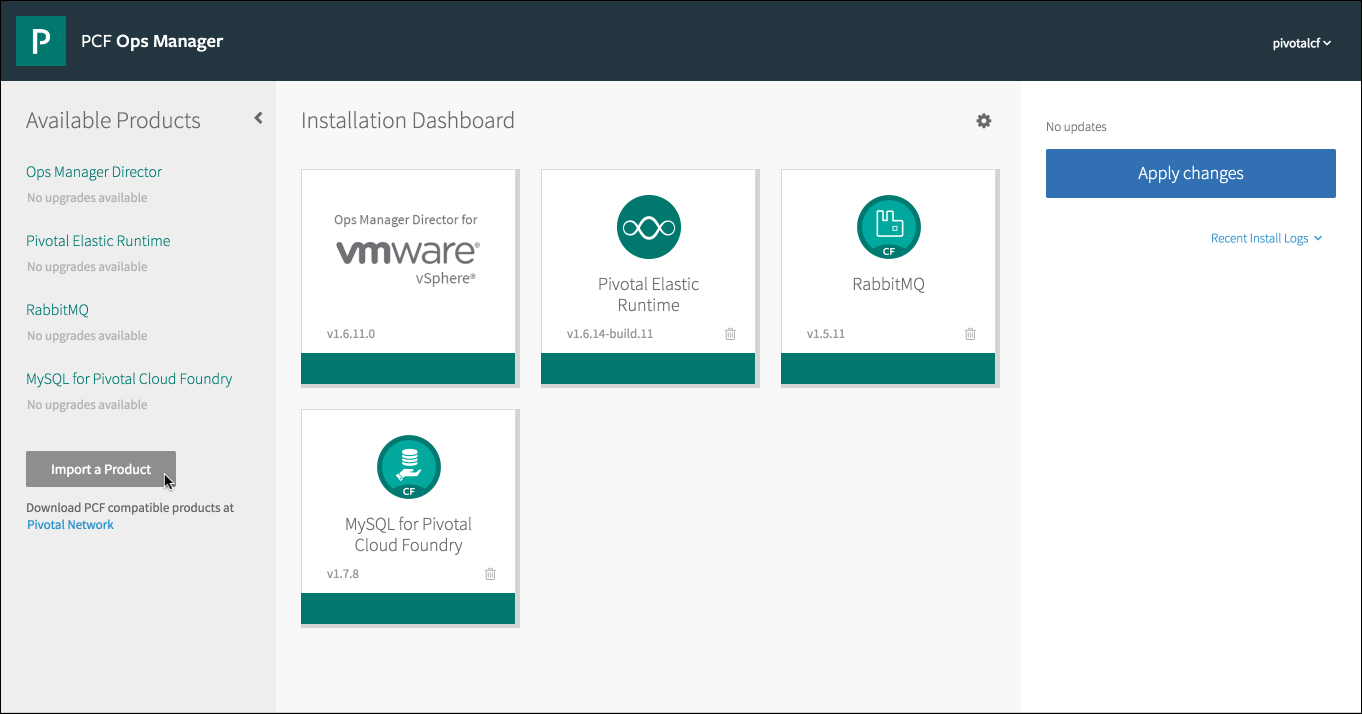 P
PCF Ops Manager
pivotalcf
Available Products
Ops Manager Director
No upgrades available
Pivotal Elastic Runtime
No upgrades available
RabbitMQ
No upgrades available
MySQL for Pivotal Cloud Foundry
No upgrades available
Import a Product
Download PCF compatible products at
Pivotal Network
Installation Dashboard
Ops Manager Director for
vmware®
vSphere®
v1.6.11.0
Pivotal Elastic
Runtime
v1.6.14-build.11
CF
RabbitMQ
v1.5.11
CF
MySQL for Pivotal
Cloud Foundry
v1.7.8
No updates
Apply changes
Recent Install Logs